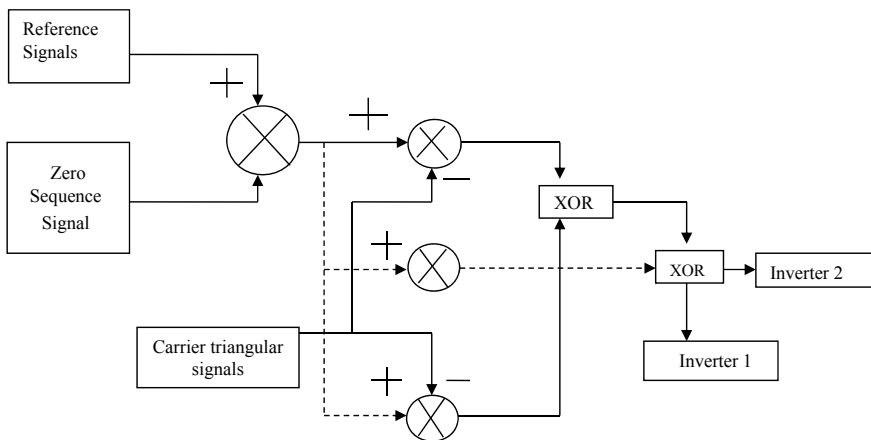 Reference
Signals
+
+
Zero
Sequence
Signal
−
XOR
+
XOR
Inverter 2
Carrier triangular
signals
Inverter 1
+
−